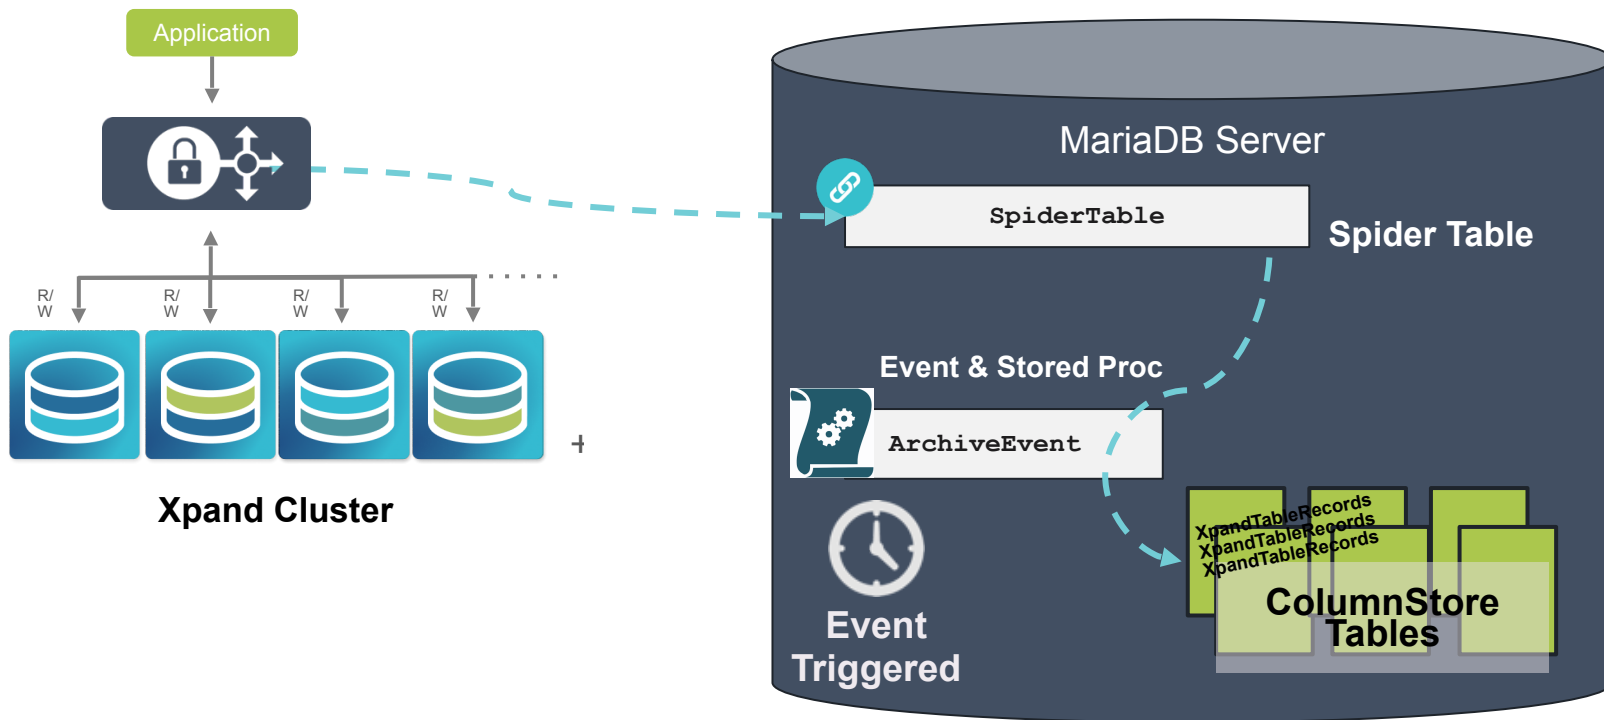 Application
MariaDB Server
SpiderTable
Spider Table
R/
W
R/
W
R/
W
R/
W
Event & Stored Proc
ArchiveEvent
+
Xpand Cluster
XpandTableRecords
XpandTableRecords
XpandTableRecords
ColumnStore
Tables
Event
Triggered